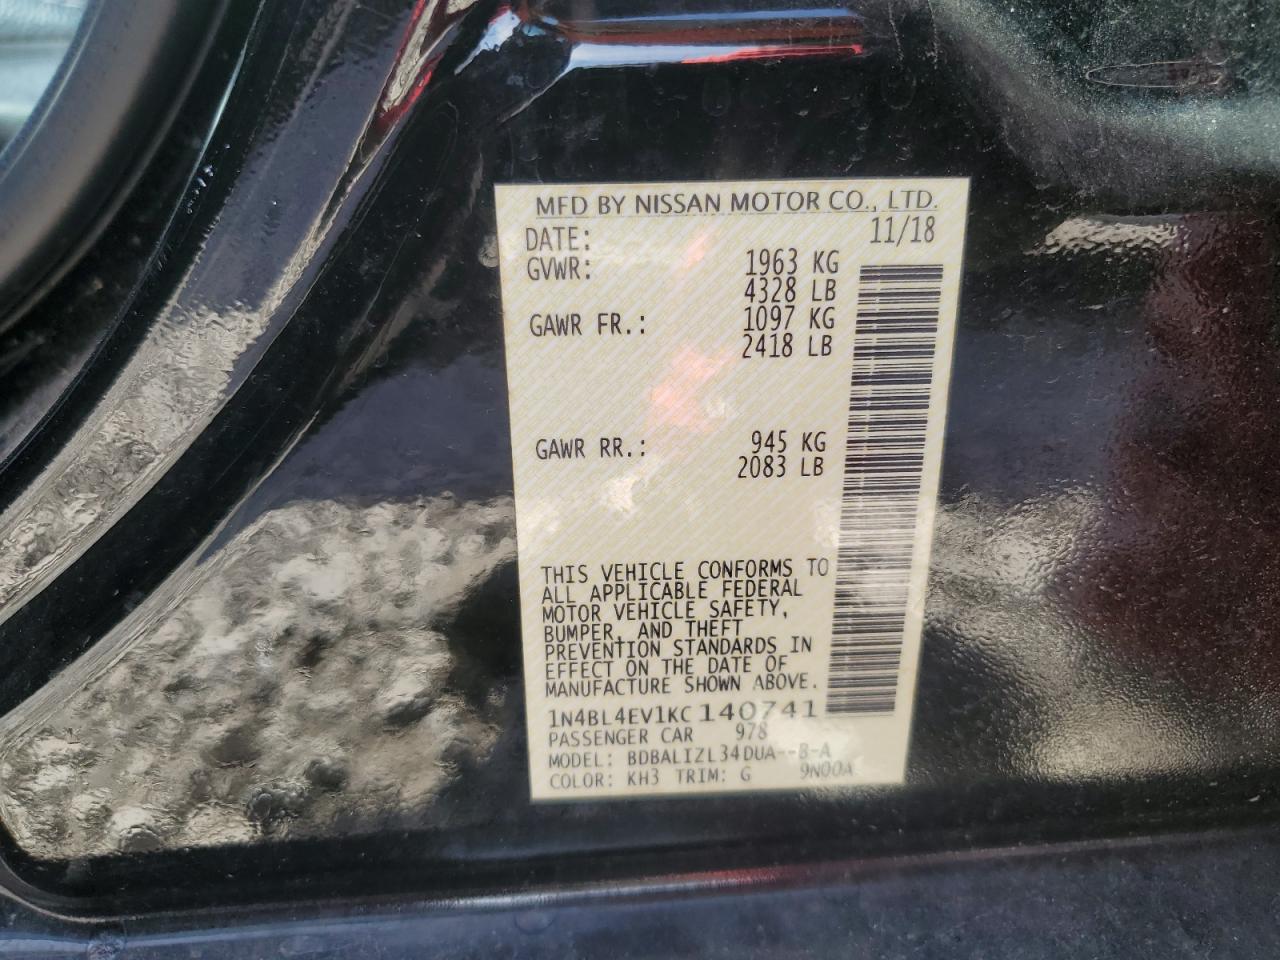 MFD BY NISSAN MOTOR CO., LTD.
DATE: 11/18
GVWR: 1963 KG
4328 LB
GAWR FR.: 1097 KG
2418 LB
GAWR RR.: 945 KG
2083 LB
THIS VEHICLE CONFORMS TO
ALL APPLICABLE FEDERAL
MOTOR VEHICLE SAFETY,
BUMPER, AND THEFT
PREVENTION STANDARDS IN
EFFECT ON THE DATE OF
MANUFACTURE SHOWN ABOVE.
1N4BL4EV1KC140741
PASSENGER CAR 978
MODEL: BDBALIZL34DUA--B-A
COLOR: KH3 TRIM: G 9N00A